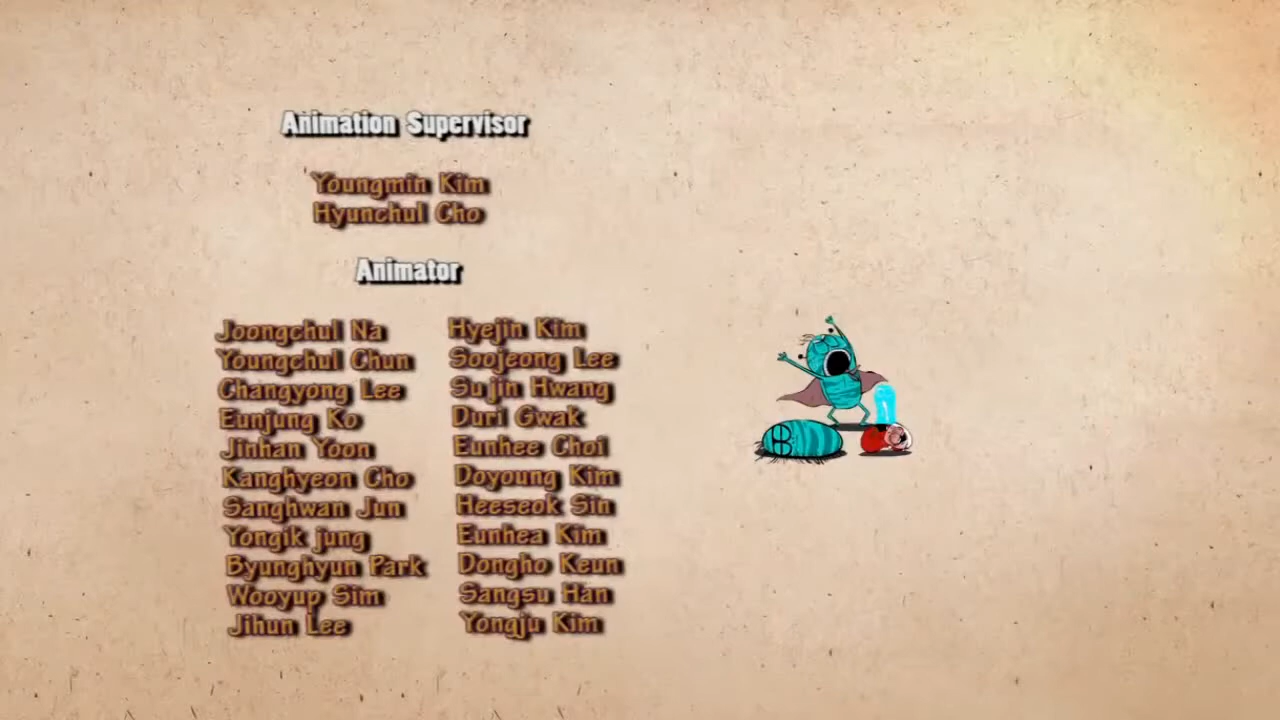 Animation Supervisor
Youngmin Kim
Hyunchul Cho
Animator
Joongchul Na
Youngchul Chun
Changyong Lee
Eunjung Ko
Jinhan Yoon
Kanghyeon Cho
Sanghwan Jun
Yongik jung
Byunghyun Park
Wooyup Sim
Jihun Lee
Hyejin Kim
Soojeong Lee
Sujin Hwang
Duri Gwak
Eunhee Choi
Doyoung Kim
Heeseok Sin
Eunhea Kim
Dongho Keun
Sangsu Han
Yongju Kim